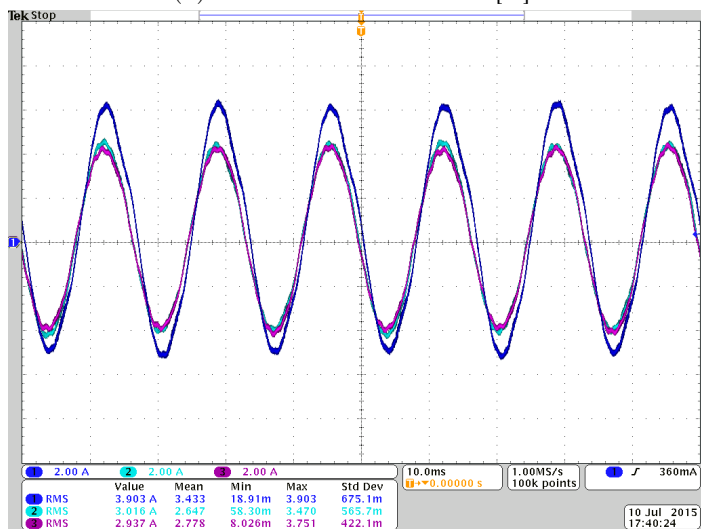 Tek Stop
T
T
1
1 2.00 A 2 2.00 A 3 2.00 A 10.0ms 1.00MS/s 1 ∫ 360mA
T→▼0.00000 s 100k points
Value Mean Min Max Std Dev
1 RMS 3.903 A 3.433 18.91m 3.903 675.1m
2 RMS 3.016 A 2.647 58.30m 3.470 565.7m
3 RMS 2.937 A 2.778 8.026m 3.751 422.1m
10 Jul 2015
17:40:24